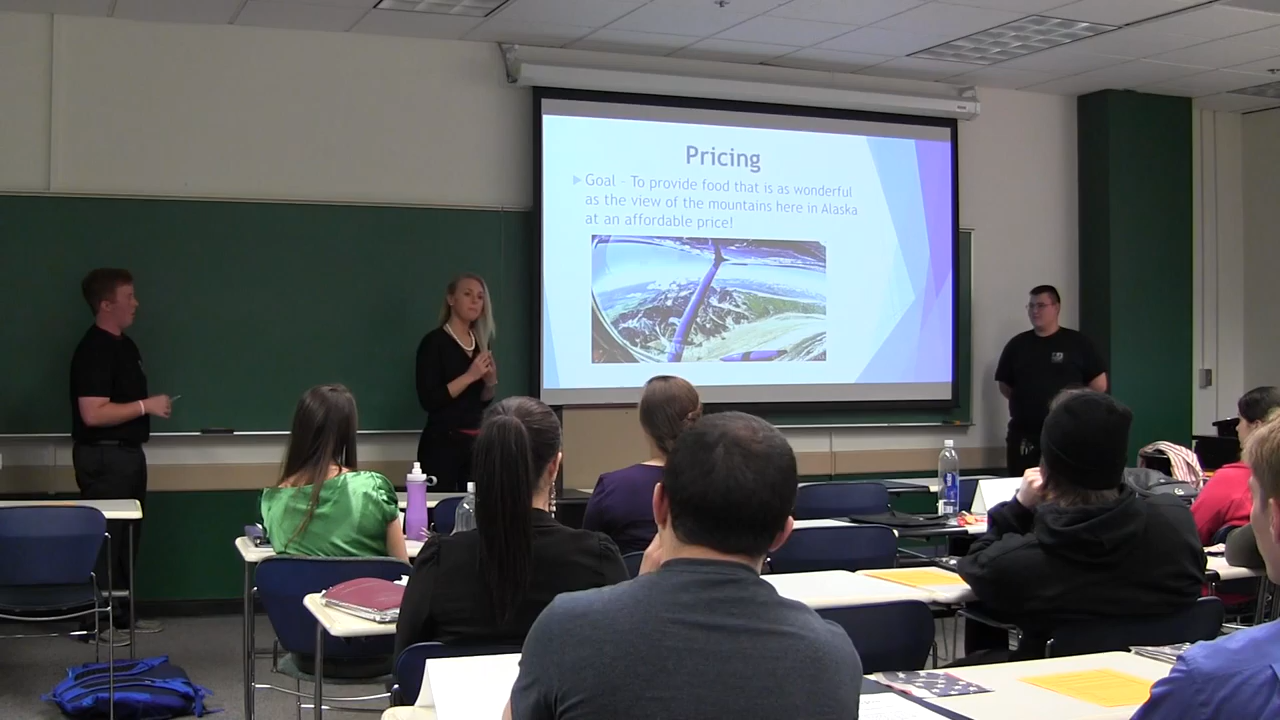 Pricing
Goal - To provide food that is as wonderful
as the view of the mountains here in Alaska
at an affordable price!